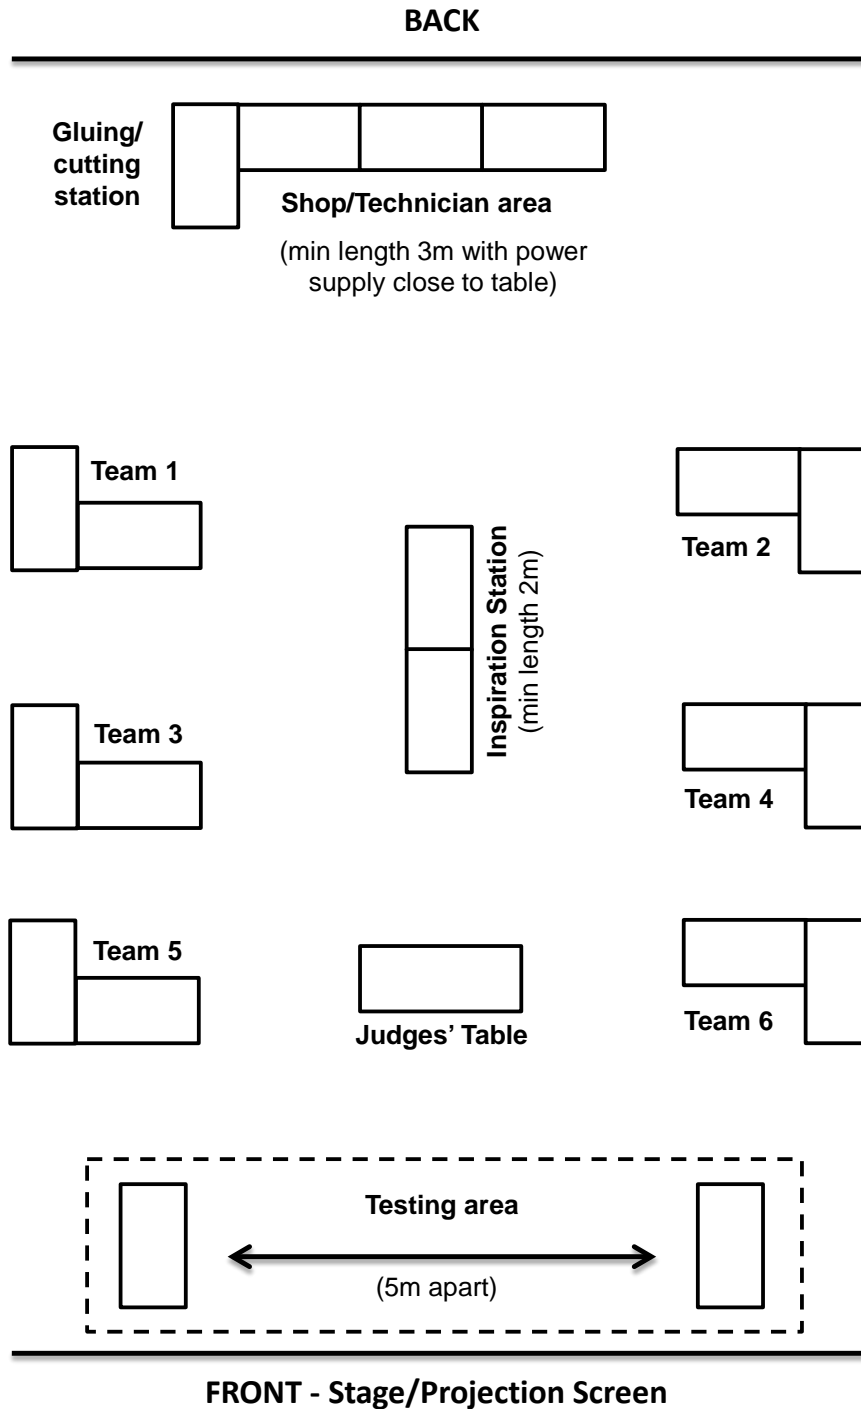 BACK
Gluing/
cutting
station
Shop/Technician area
(min length 3m with power
supply close to table)
Team 1
Team 2
Inspiration Station
(min length 2m)
Team 3
Team 4
Team 5
Team 6
Judges’ Table
Testing area
(5m apart)
FRONT - Stage/Projection Screen